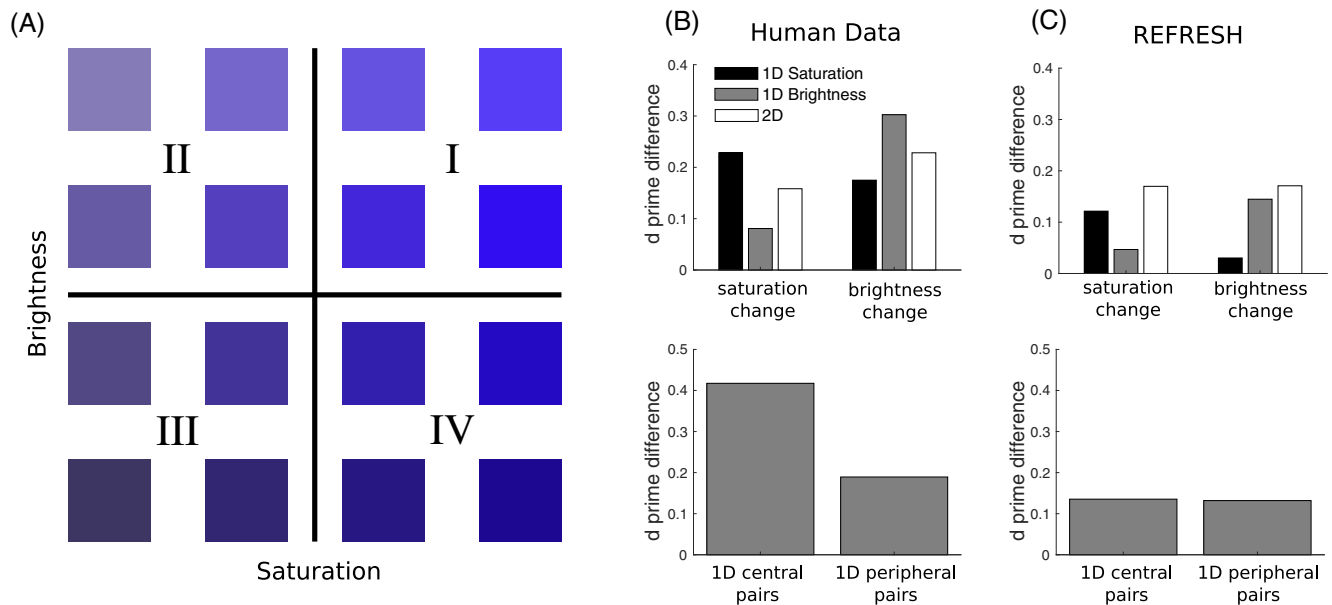 (A)
II
I
III
IV
Brightness
Saturation
(B)
Human Data
0.4
0.3
0.2
0.1
0
d prime difference
1D Saturation
1D Brightness
2D
saturation
change
brightness
change
0.5
0.4
0.3
0.2
0.1
0
d prime difference
1D central
pairs
1D peripheral
pairs
(C)
REFRESH
0.4
0.3
0.2
0.1
0
d prime difference
saturation
change
brightness
change
0.5
0.4
0.3
0.2
0.1
0
d prime difference
1D central
pairs
1D peripheral
pairs